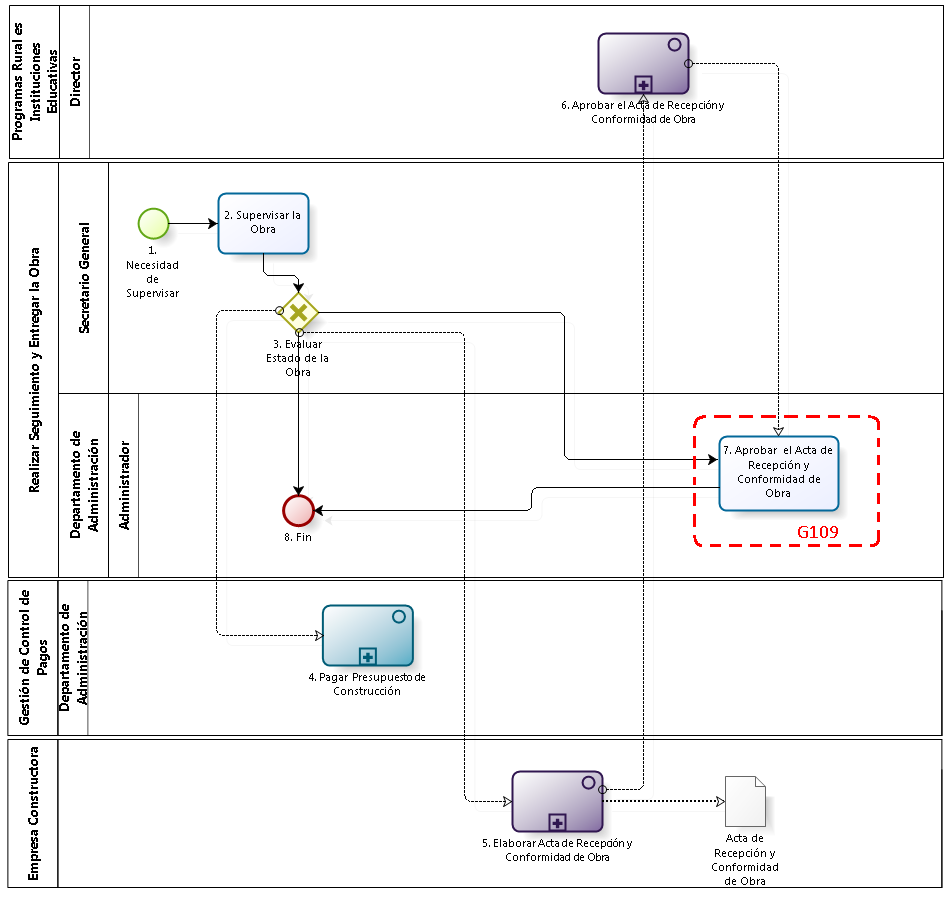 Programas Rurales
Instituciones
Educativas
Director
6. Aprobar el Acta de Recepción y
Conformidad de Obra
Realizar Seguimiento y Entregar la Obra
Secretario General
1.
Necesidad
de
Supervisar
2. Supervisar la
Obra
3. Evaluar
Estado de la
Obra
Departamento de
Administración
Administrador
7. Aprobar el Acta de
Recepción y
Conformidad de
Obra
G109
8. Fin
Gestión de Control de
Pagos
Departamento de
Administración
4. Pagar Presupuesto de
Construcción
Empresa Constructora
5. Elaborar Acta de Recepción y
Conformidad de Obra
Acta de
Recepción y
Conformidad
de Obra